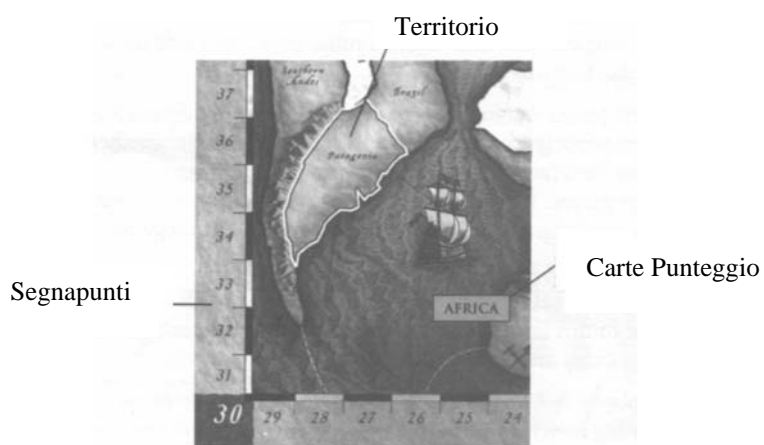 Territorio
Southern
Andes
Brazil
37
36
Patagonia
35
34
Carte Punteggio
Segnapunti
33
AFRICA
32
31
30 29 28 27 26 25 24